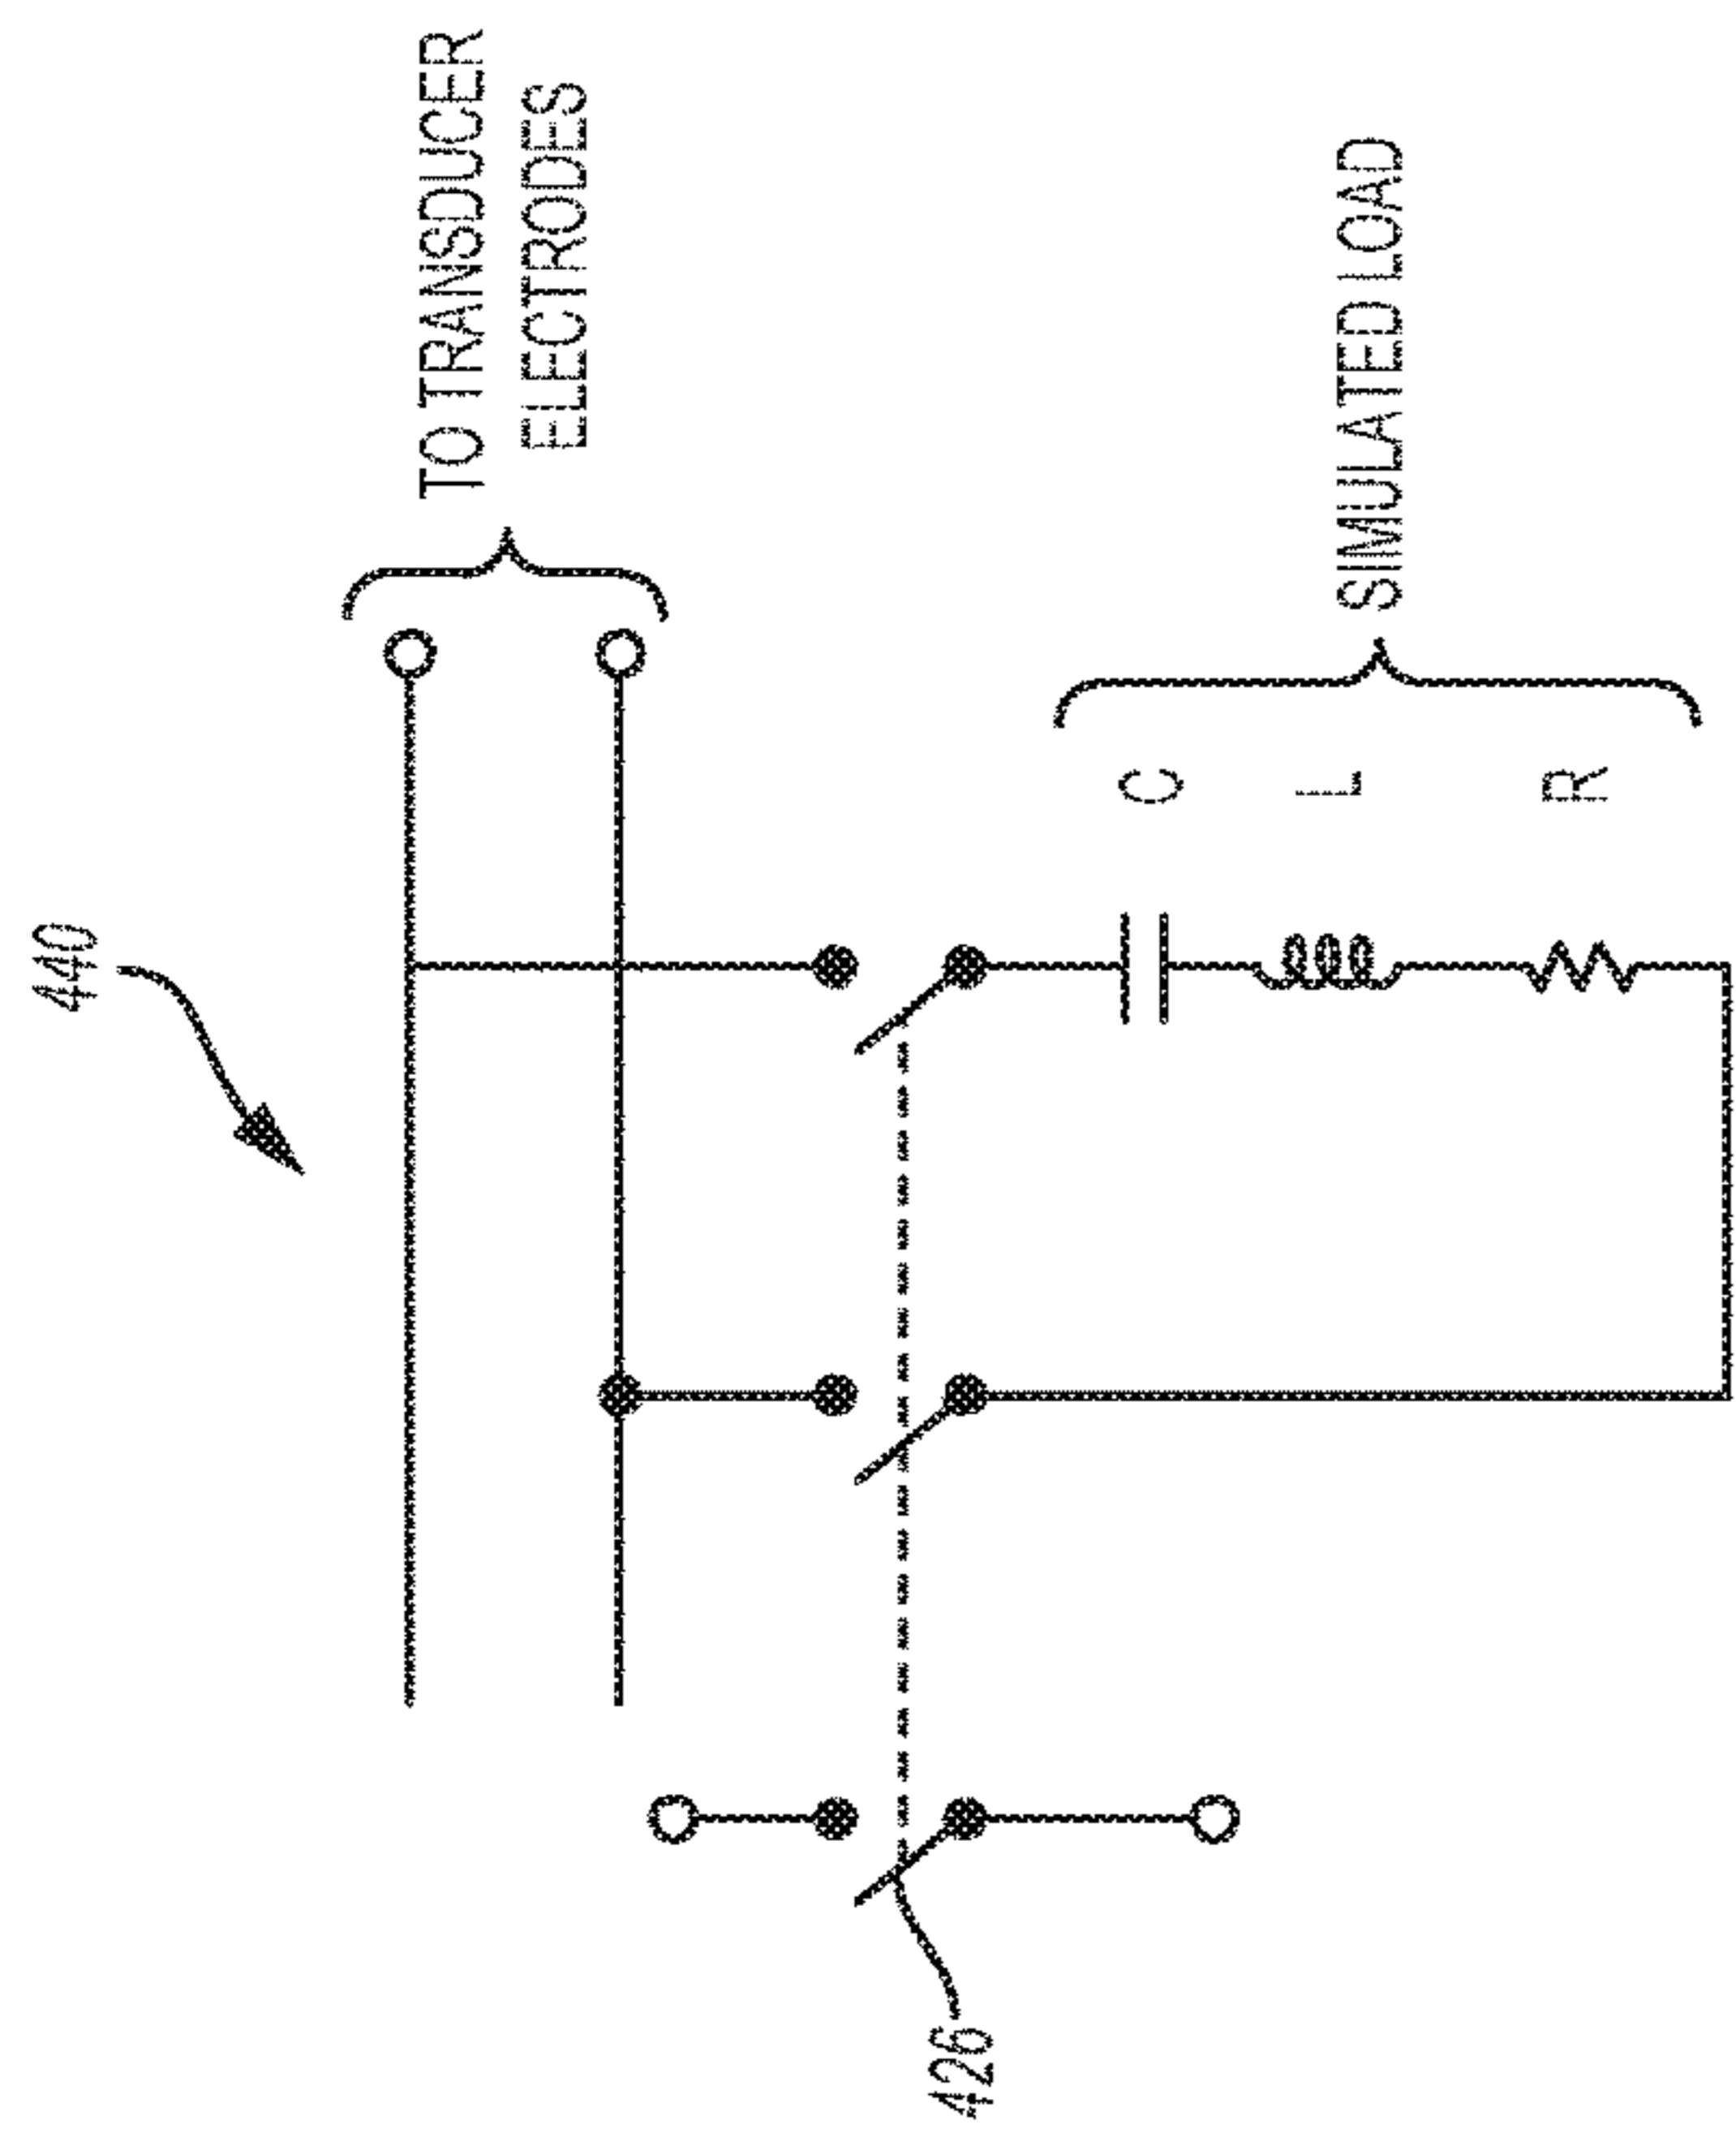 440
TO TRANSDUCER
ELECTRODES
C
L
R
SIMULATED LOAD
426